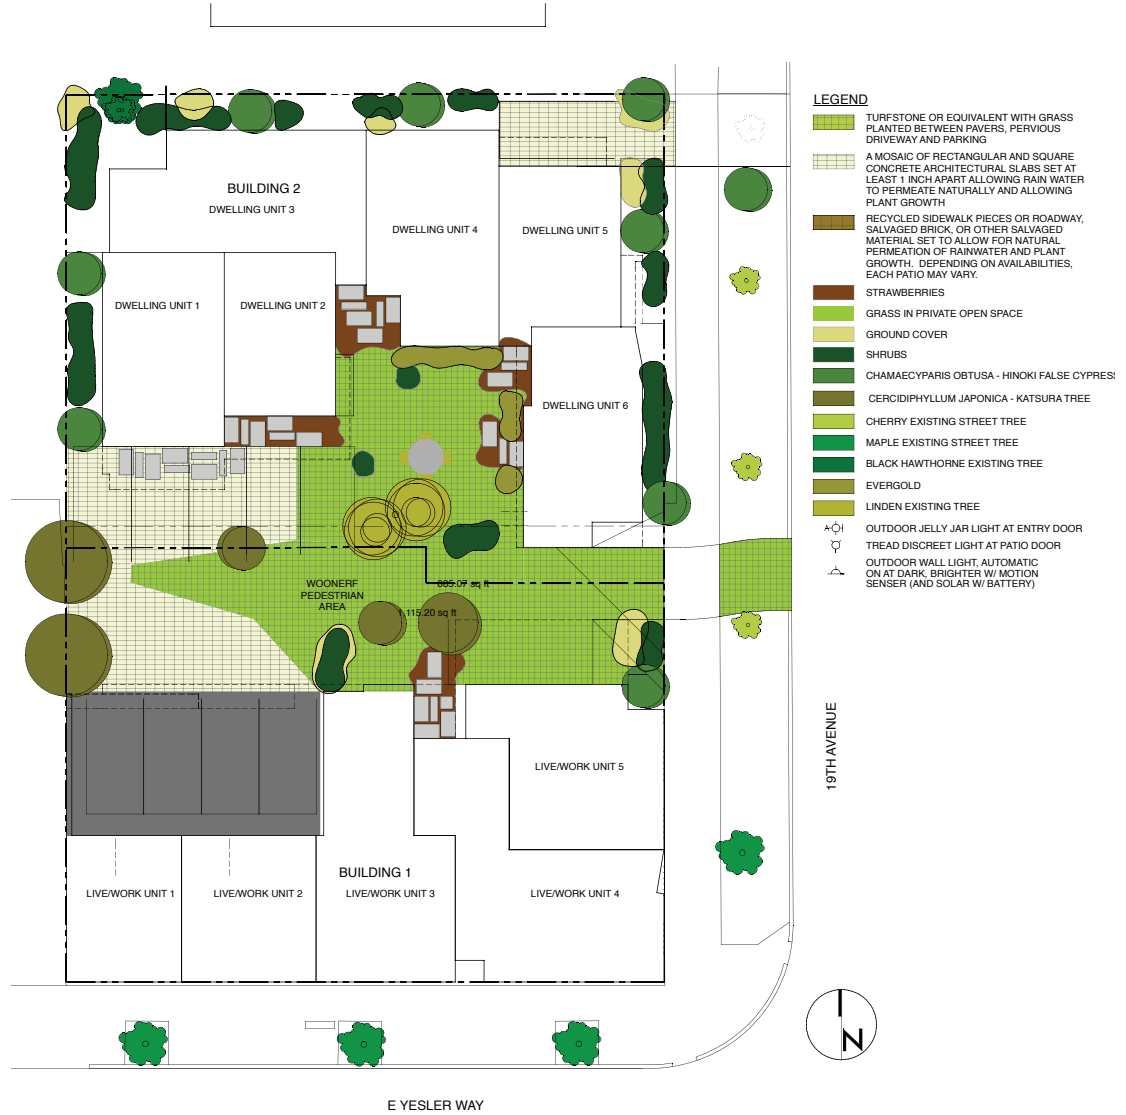 LEGEND
TURFSTONE OR EQUIVALENT WITH GRASS
PLANTED BETWEEN PAVERS, PERVIOUS
DRIVEWAY AND PARKING
A MOSAIC OF RECTANGULAR AND SQUARE
CONCRETE ARCHITECTURAL SLABS SET AT
LEAST 1 INCH APART ALLOWING RAIN WATER
TO PERMEATE NATURALLY AND ALLOWING
PLANT GROWTH
RECYCLED SIDEWALK PIECES OR ROADWAY,
SALVAGED BRICK, OR OTHER SALVAGED
MATERIAL SET TO ALLOW FOR NATURAL
PERMEATION OF RAINWATER AND PLANT
GROWTH. DEPENDING ON AVAILABILITIES,
EACH PATIO MAY VARY.
STRAWBERRIES
GRASS IN PRIVATE OPEN SPACE
GROUND COVER
SHRUBS
CHAMAECYPARIS OBTUSA - HINOKI FALSE CYPRESS
CERCIDIPHYLLUM JAPONICA - KATSURA TREE
CHERRY EXISTING STREET TREE
MAPLE EXISTING STREET TREE
BLACK HAWTHORNE EXISTING TREE
EVERGOLD
LINDEN EXISTING TREE
OUTDOOR JELLY JAR LIGHT AT ENTRY DOOR
TREAD DISCREET LIGHT AT PATIO DOOR
OUTDOOR WALL LIGHT, AUTOMATIC
ON AT DARK, BRIGHTER W/ MOTION
SENSER (AND SOLAR W/ BATTERY)
BUILDING 2
DWELLING UNIT 3
DWELLING UNIT 4
DWELLING UNIT 5
DWELLING UNIT 1
DWELLING UNIT 2
DWELLING UNIT 6
WOONERF
PEDESTRIAN
AREA
885.07 sq ft
1,115.20 sq ft
19TH AVENUE
LIVE/WORK UNIT 5
BUILDING 1
LIVE/WORK UNIT 1
LIVE/WORK UNIT 2
LIVE/WORK UNIT 3
LIVE/WORK UNIT 4
N
E YESLER WAY